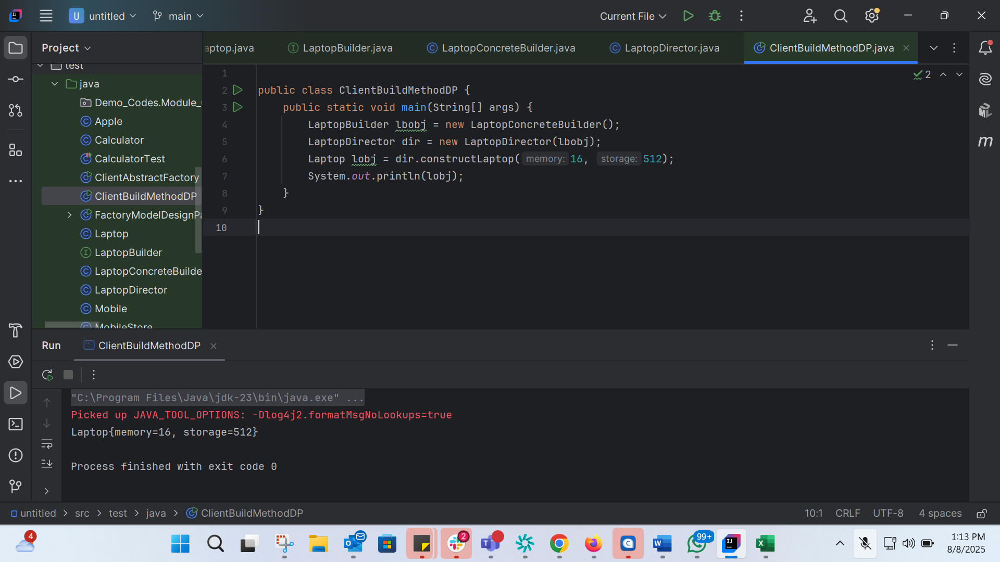 U untitled main Current File
Project
aptop.java LaptopBuilder.java LaptopConcreteBuilder.java LaptopDirector.java ClientBuildMethodDP.java
test
java
Demo_Codes.Module_
Apple
Calculator
CalculatorTest
ClientAbstractFactory
ClientBuildMethodDP
FactoryModelDesignPa
Laptop
LaptopBuilder
LaptopConcreteBuilde
LaptopDirector
Mobile
MobileStore
2
1
2 public class ClientBuildMethodDP {
3 public static void main(String[] args) {
4 LaptopBuilder lbobj = new LaptopConcreteBuilder();
5 LaptopDirector dir = new LaptopDirector(lbobj);
6 Laptop lobj = dir.constructLaptop( memory: 16, storage: 512);
7 System.out.println(lobj);
8 }
9 }
10
Run ClientBuildMethodDP
"C:\Program Files\Java\jdk-23\bin\java.exe" ...
Picked up JAVA_TOOL_OPTIONS: -Dlog4j2.formatMsgNoLookups=true
Laptop{memory=16, storage=512}
Process finished with exit code 0
untitled > src > test > java > ClientBuildMethodDP 10:1 CRLF UTF-8 4 spaces
4 2 99+ 1:13 PM
8/8/2025